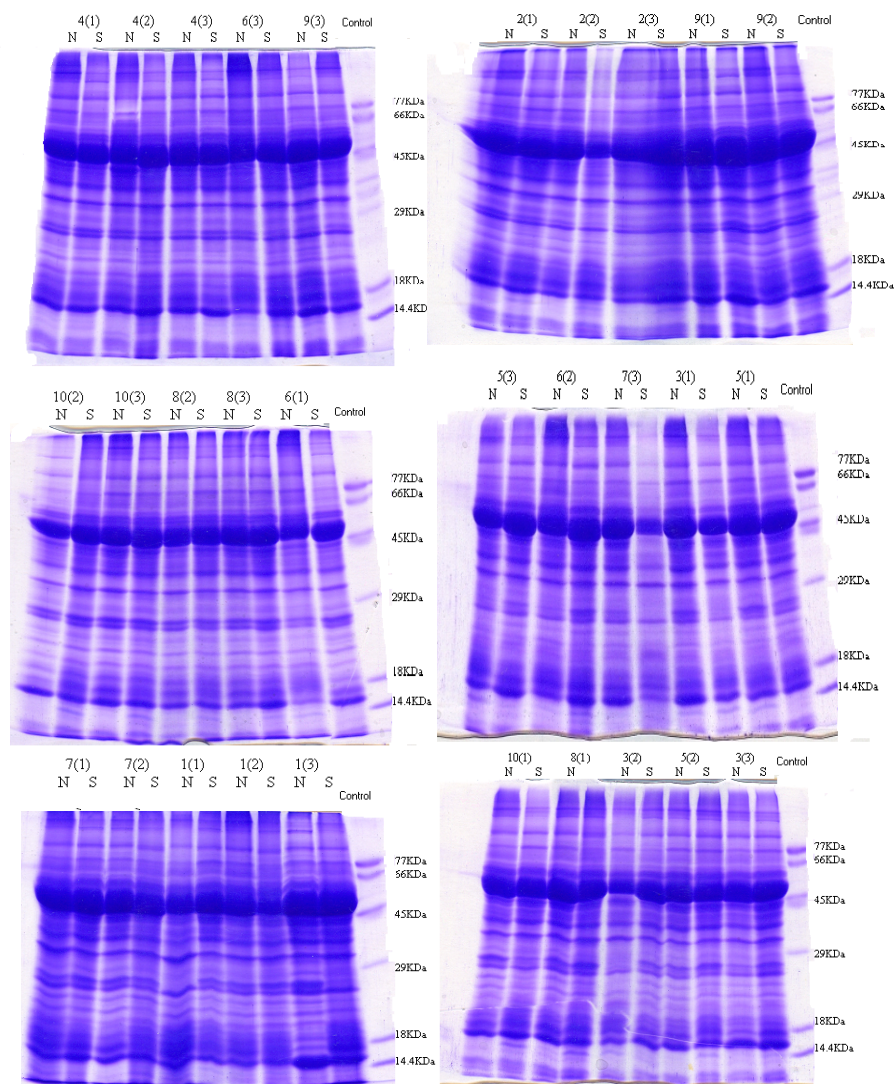 4(1) 4(2) 4(3) 6(3) 9(3) Control
N S N S N S N S N S
77KDa
66KDa
45KDa
29KDa
18KDa
14.4KD
2(1) 2(2) 2(3) 9(1) 9(2) Control
N S N S N S N S N S
77KDa
66KDa
45KDa
29KDa
18KDa
14.4KDa
10(2) 10(3) 8(2) 8(3) 6(1) Control
N S N S N S N S N S
77KDa
66KDa
45KDa
29KDa
18KDa
14.4KDa
5(3) 6(2) 7(3) 3(1) 5(1) Control
N S N S N S N S N S
77KDa
66KDa
45KDa
29KDa
18KDa
14.4KDa
7(1) 7(2) 1(1) 1(2) 1(3) Control
N S N S N S N S N S
77KDa
56KDa
45KDa
29KDa
18KDa
14.4KDa
10(1) 8(1) 3(2) 5(2) 3(3) Control
N S N S N S N S N S
77KDa
66KDa
45KDa
29KDa
18KDa
14.4KDa